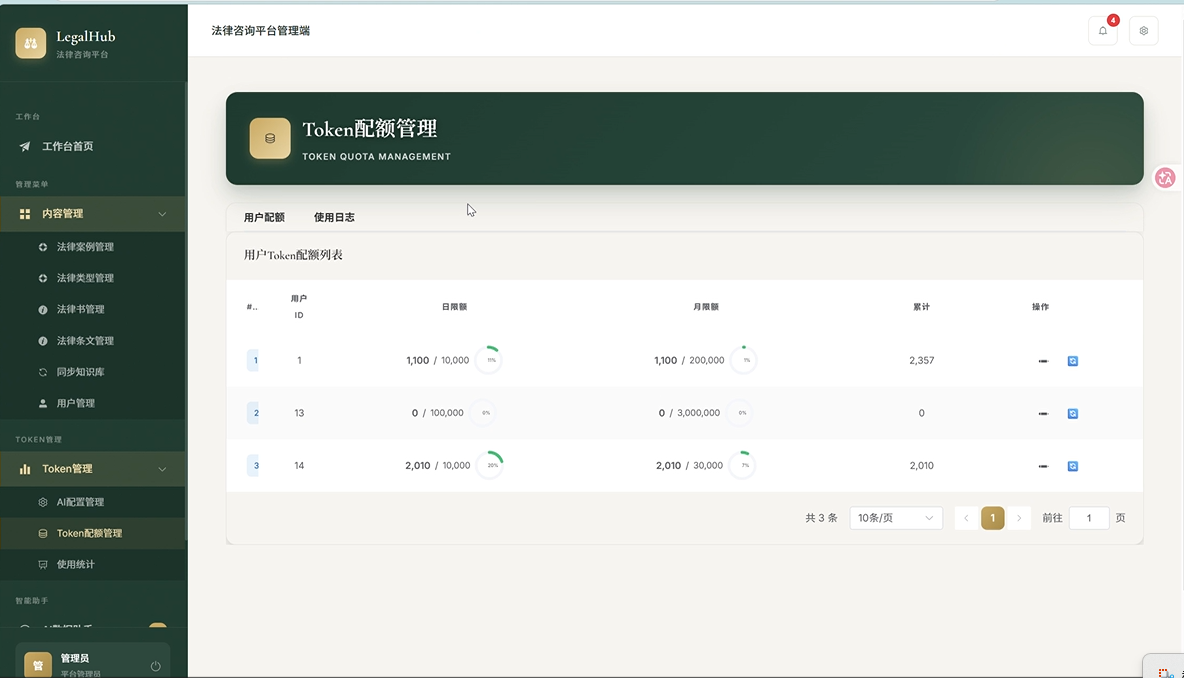 LegalHub
法律咨询平台
工作台
工作台首页
管理菜单
内容管理
法律案例管理
法律类型管理
法律书管理
法律条文管理
同步知识库
用户管理
TOKEN管理
Token管理
AI配置管理
Token配额管理
使用统计
智能助手
管
管理员
平台管理员
法律咨询平台管理端
4
Token配额管理
TOKEN QUOTA MANAGEMENT
用户配额 使用日志
用户Token配额列表
#.. 用户 ID 日限额 月限额 累计 操作
1 1 1,100 / 10,000 11% 1,100 / 200,000 1% 2,357
2 13 0 / 100,000 0% 0 / 3,000,000 0% 0
3 14 2,010 / 10,000 20% 2,010 / 30,000 7% 2,010
共 3 条 10条/页 1 前往 1 页